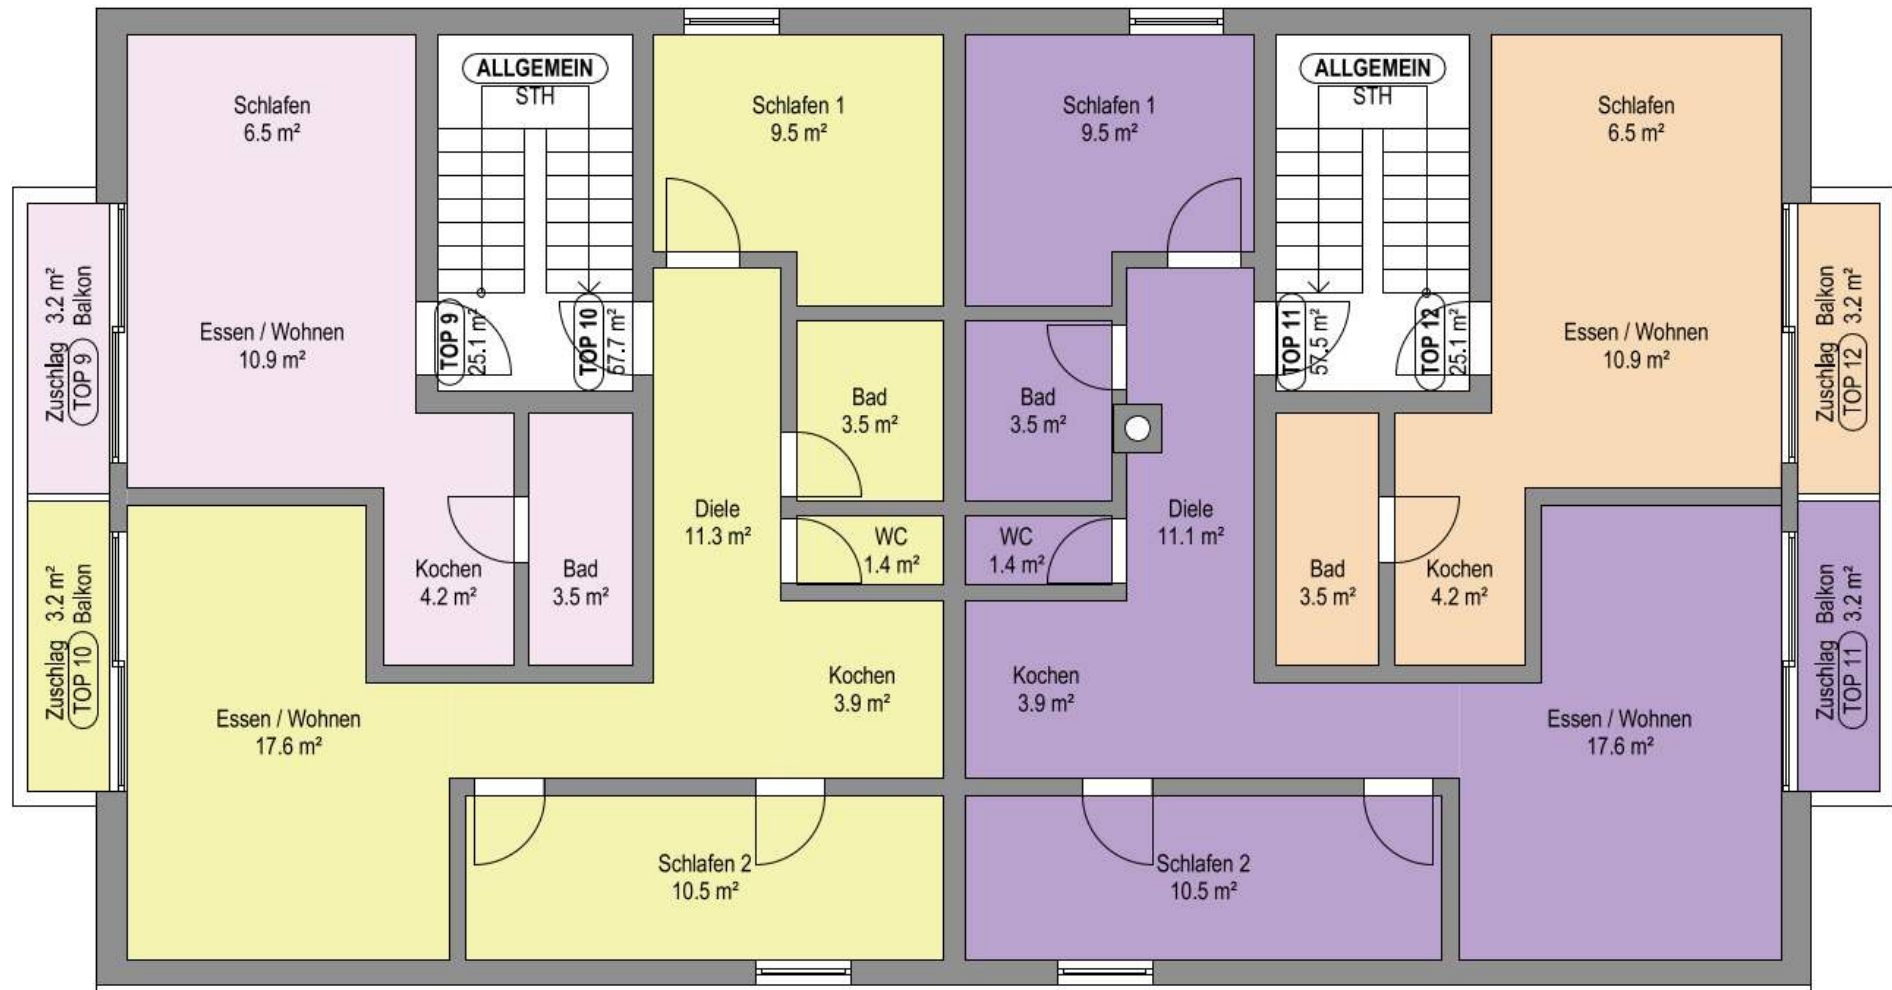 ALLGEMEIN
STH
ALLGEMEIN
STH
Schlafen
6.5 m²
Schlafen 1
9.5 m²
Schlafen 1
9.5 m²
Schlafen
6.5 m²
Zuschlag 3.2 m²
TOP 9 Balkon
Essen / Wohnen
10.9 m²
TOP 9
25.1 m²
TOP 10
57.7 m²
TOP 11
57.5 m²
TOP 12
25.1 m²
Essen / Wohnen
10.9 m²
Zuschlag Balkon
TOP 12 3.2 m²
Bad
3.5 m²
Bad
3.5 m²
Diele
11.3 m²
WC
1.4 m²
WC
1.4 m²
Diele
11.1 m²
Zuschlag 3.2 m²
TOP 10 Balkon
Kochen
4.2 m²
Bad
3.5 m²
Bad
3.5 m²
Kochen
4.2 m²
Zuschlag Balkon
TOP 11 3.2 m²
Kochen
3.9 m²
Kochen
3.9 m²
Essen / Wohnen
17.6 m²
Essen / Wohnen
17.6 m²
Schlafen 2
10.5 m²
Schlafen 2
10.5 m²